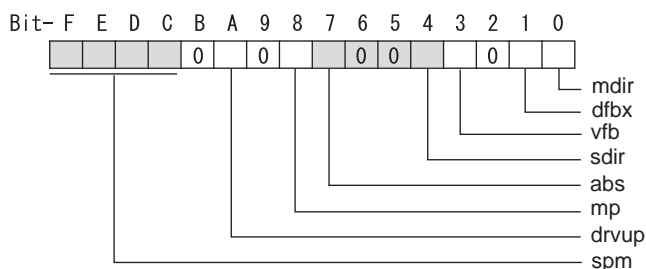 Bit- F E D C B A 9 8 7 6 5 4 3 2 1 0
0 0 0 0 0
mdir
dfbx
vfb
sdir
abs
mp
drvup
spm